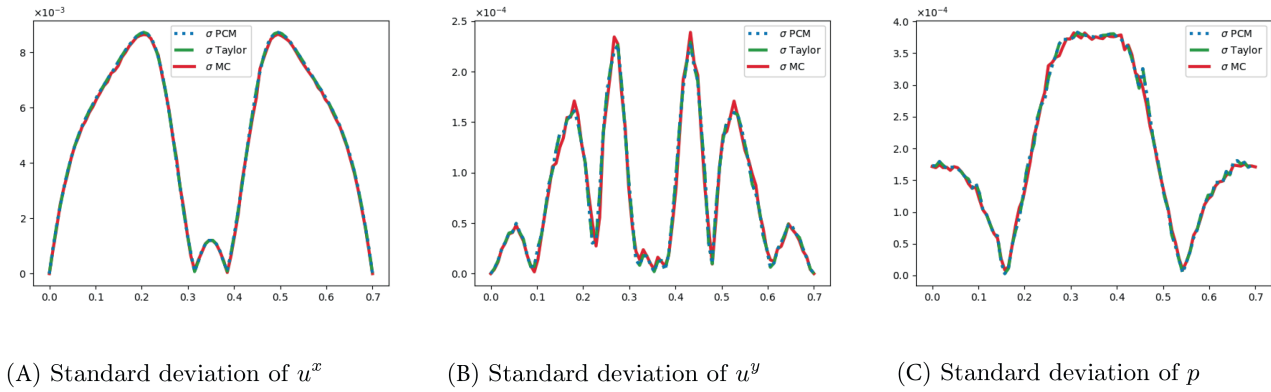 ×10⁻³
8
6
4
2
0
0.0 0.1 0.2 0.3 0.4 0.5 0.6 0.7
σ PCM
σ Taylor
σ MC
×10⁻⁴
2.5
2.0
1.5
1.0
0.5
0.0
0.0 0.1 0.2 0.3 0.4 0.5 0.6 0.7
σ PCM
σ Taylor
σ MC
×10⁻⁴
4.0
3.5
3.0
2.5
2.0
1.5
1.0
0.5
0.0
0.0 0.1 0.2 0.3 0.4 0.5 0.6 0.7
σ PCM
σ Taylor
σ MC
(A) Standard deviation of uˣ
(B) Standard deviation of uʸ
(C) Standard deviation of p